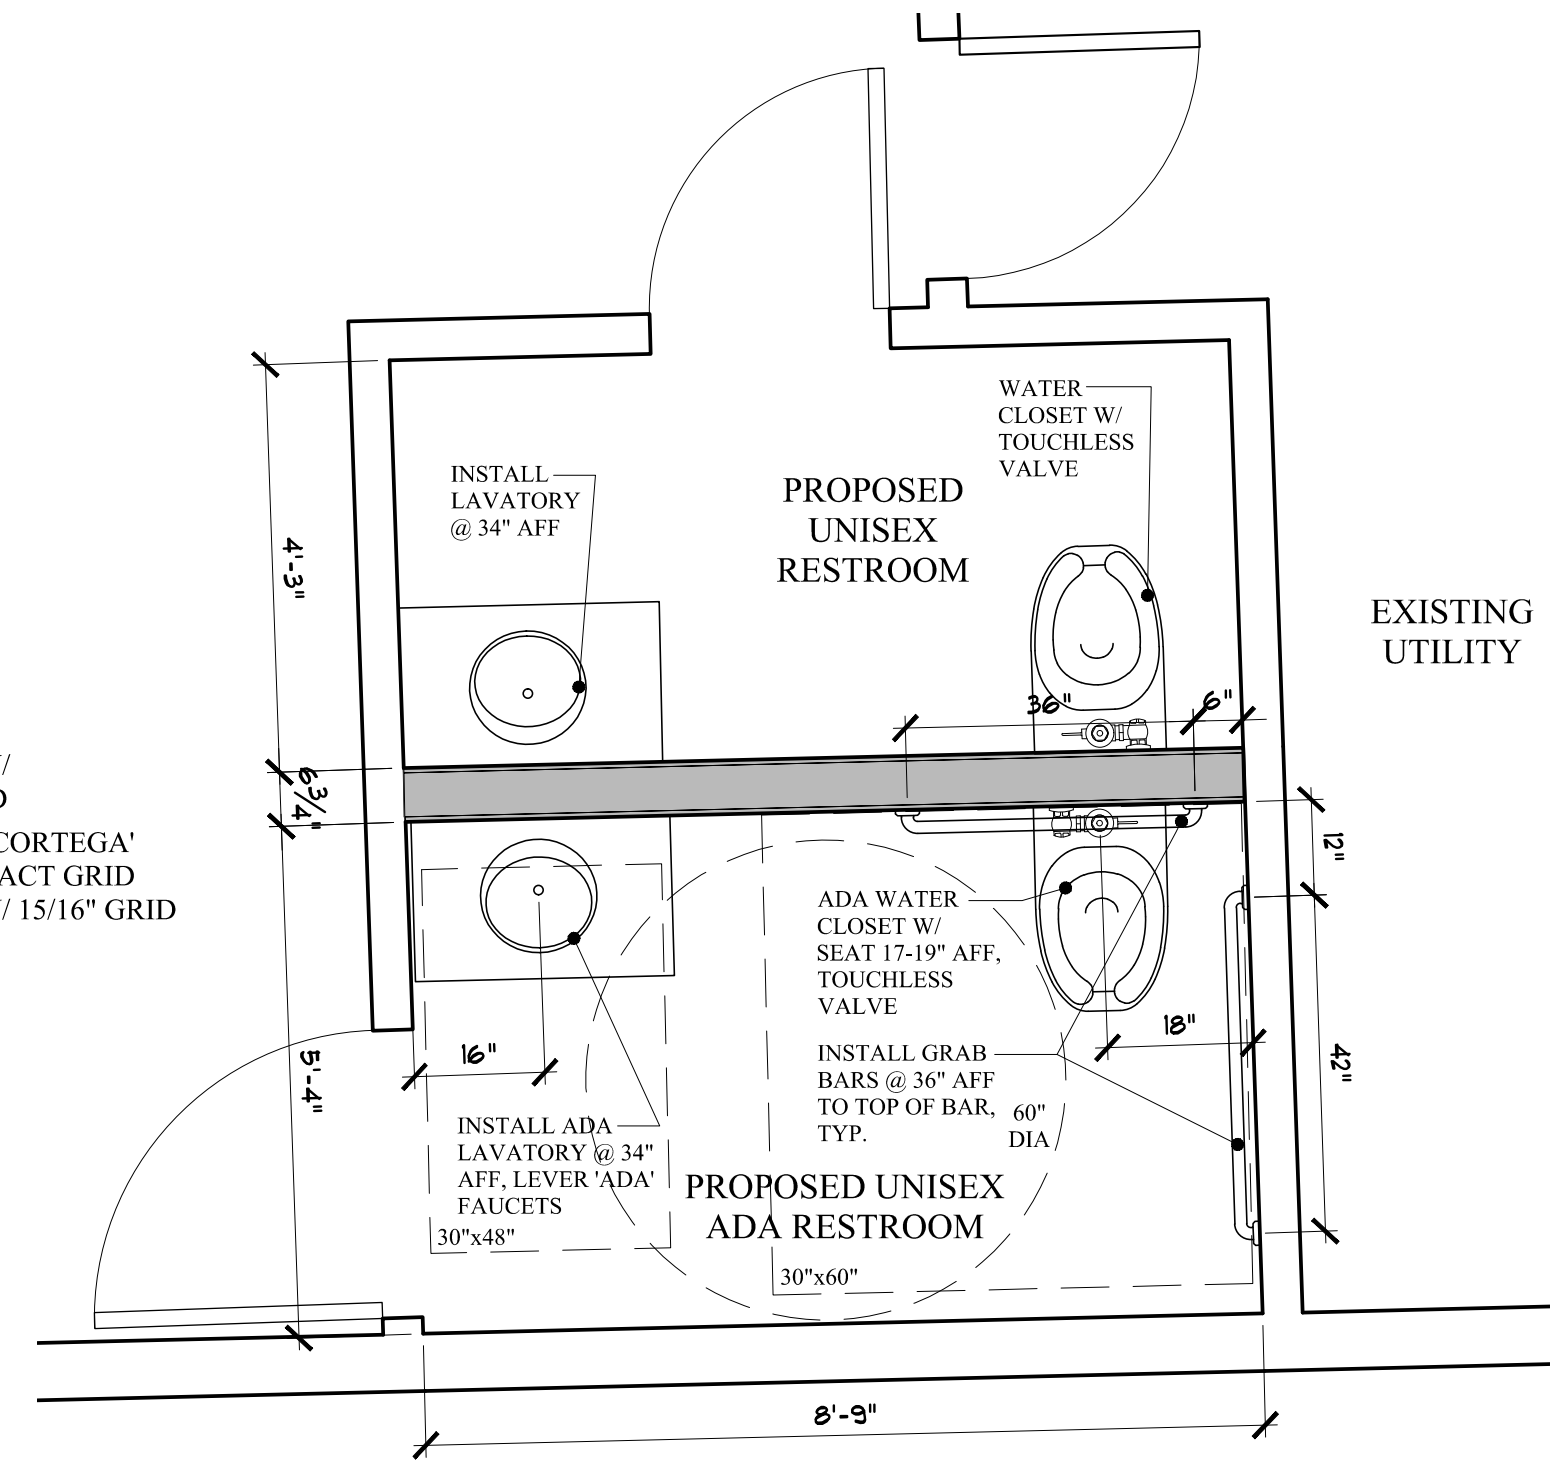 WATER
CLOSET W/
TOUCHLESS
VALVE
INSTALL
LAVATORY
@ 34" AFF
PROPOSED
UNISEX
RESTROOM
4'-3"
EXISTING
UTILITY
36"
6"
6 3/4"
/
CORTEGA'
ACT GRID
/ 15/16" GRID
12"
ADA WATER
CLOSET W/
SEAT 17-19" AFF,
TOUCHLESS
VALVE
18"
16"
42"
5'-4"
INSTALL GRAB
BARS @ 36" AFF
TO TOP OF BAR,
TYP.
60"
DIA
INSTALL ADA
LAVATORY @ 34"
AFF, LEVER 'ADA'
FAUCETS
30"x48"
PROPOSED UNISEX
ADA RESTROOM
30"x60"
8'-9"